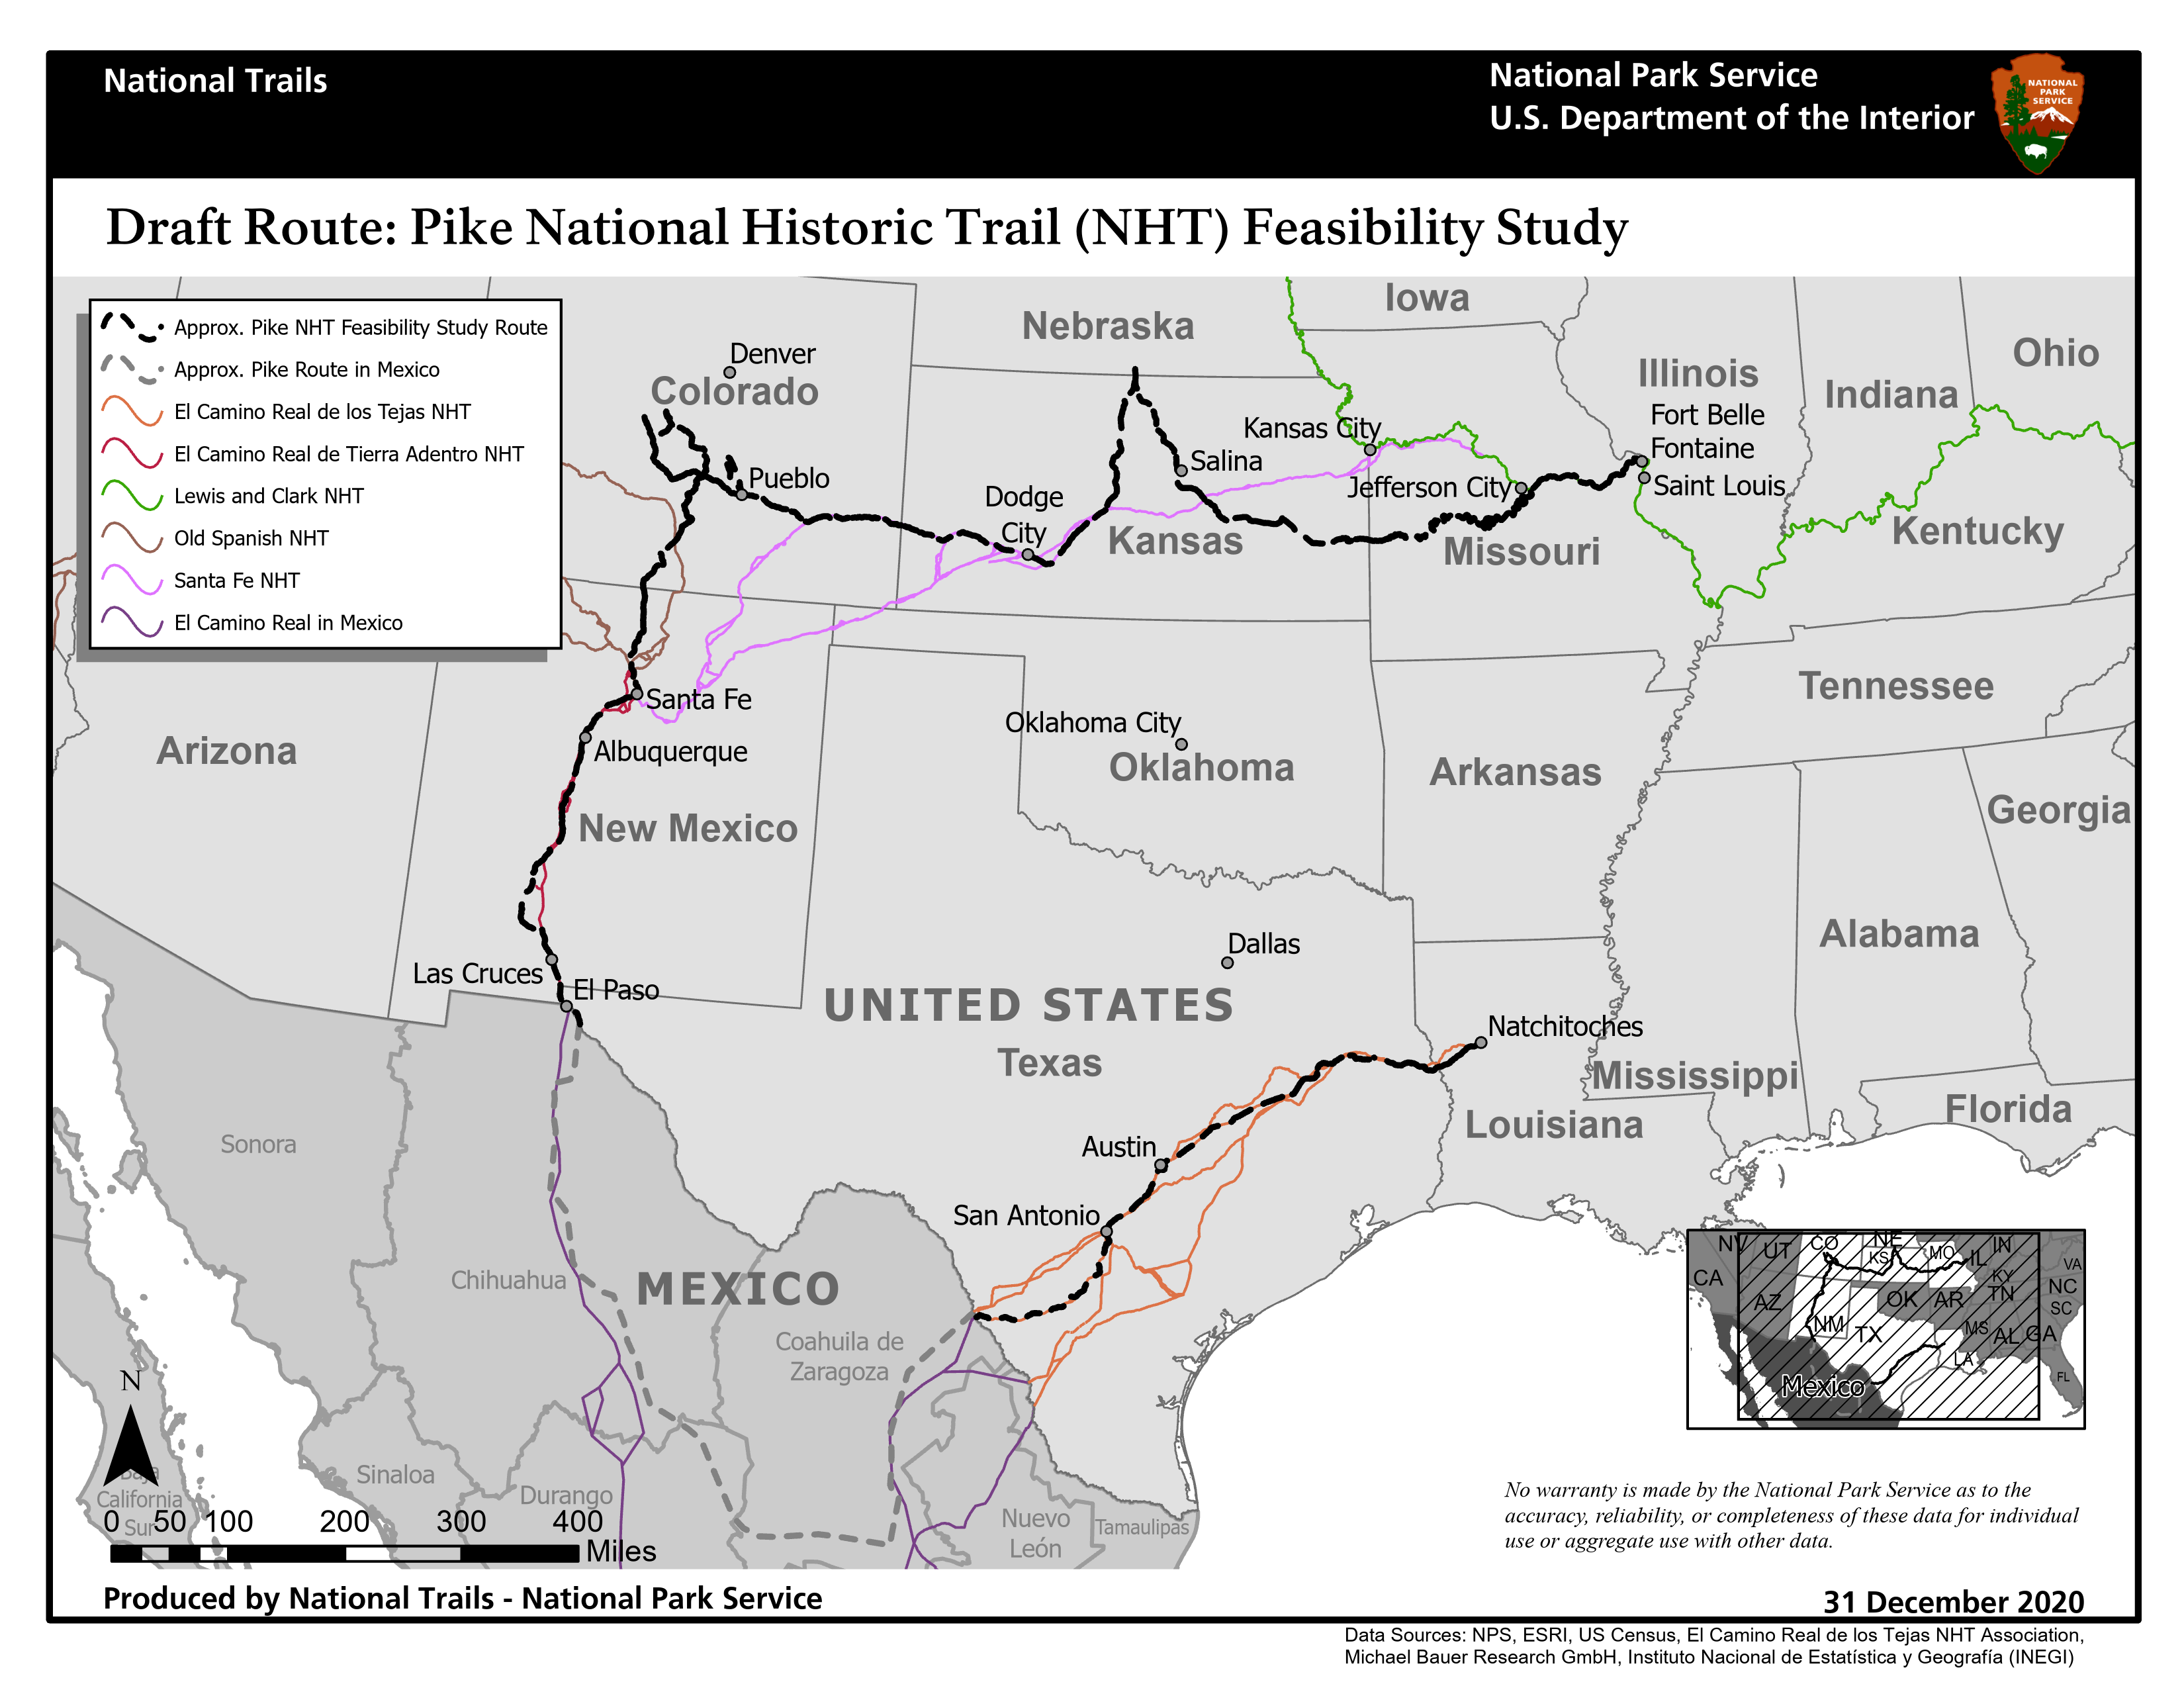 National Trails
National Park Service
U.S. Department of the Interior
NATIONAL
PARK
SERVICE
Draft Route: Pike National Historic Trail (NHT) Feasibility Study
Approx. Pike NHT Feasibility Study Route
Approx. Pike Route in Mexico
El Camino Real de los Tejas NHT
El Camino Real de Tierra Adentro NHT
Lewis and Clark NHT
Old Spanish NHT
Santa Fe NHT
El Camino Real in Mexico
Iowa
Nebraska
Ohio
Denver
Colorado
Illinois
Indiana
Fort Belle
Fontaine
Kansas City
Salina
Pueblo
Jefferson City
Saint Louis
Dodge
City
Kansas
Missouri
Kentucky
Santa Fe
Tennessee
Oklahoma City
Arizona
Albuquerque
Oklahoma
Arkansas
Georgia
New Mexico
Alabama
Dallas
Las Cruces
El Paso
UNITED STATES
Natchitoches
Texas
Mississippi
Florida
Louisiana
Sonora
Austin
San Antonio
Chihuahua
MEXICO
Coahuila de
Zaragoza
NV
UT
CO
NE
KS
MO
IL
IN
VA
CA
KY
NC
AZ
OK
AR
TN
SC
NM
TX
MS
AL
GA
LA
FL
Mexico
N
Baja
California
Sur
Sinaloa
Durango
Nuevo
León
Tamaulipas
0 50 100 200 300 400
Miles
No warranty is made by the National Park Service as to the
accuracy, reliability, or completeness of these data for individual
use or aggregate use with other data.
Produced by National Trails - National Park Service
31 December 2020
Data Sources: NPS, ESRI, US Census, El Camino Real de los Tejas NHT Association,
Michael Bauer Research GmbH, Instituto Nacional de Estatística y Geografía (INEGI)